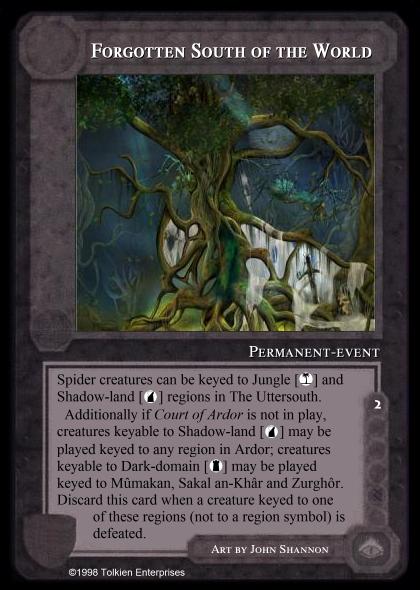 Forgotten South of the World
Permanent-event
Spider creatures can be keyed to Jungle [ ] and
Shadow-land [ ] regions in The Uttersouth.
Additionally if Court of Ardor is not in play,
creatures keyable to Shadow-land [ ] may be
played keyed to any region in Ardor; creatures
keyable to Dark-domain [ ] may be played
keyed to Mûmakan, Sakal an-Khâr and Zurghôr.
Discard this card when a creature keyed to one
of these regions (not to a region symbol) is
defeated.
2
Art by John Shannon
©1998 Tolkien Enterprises